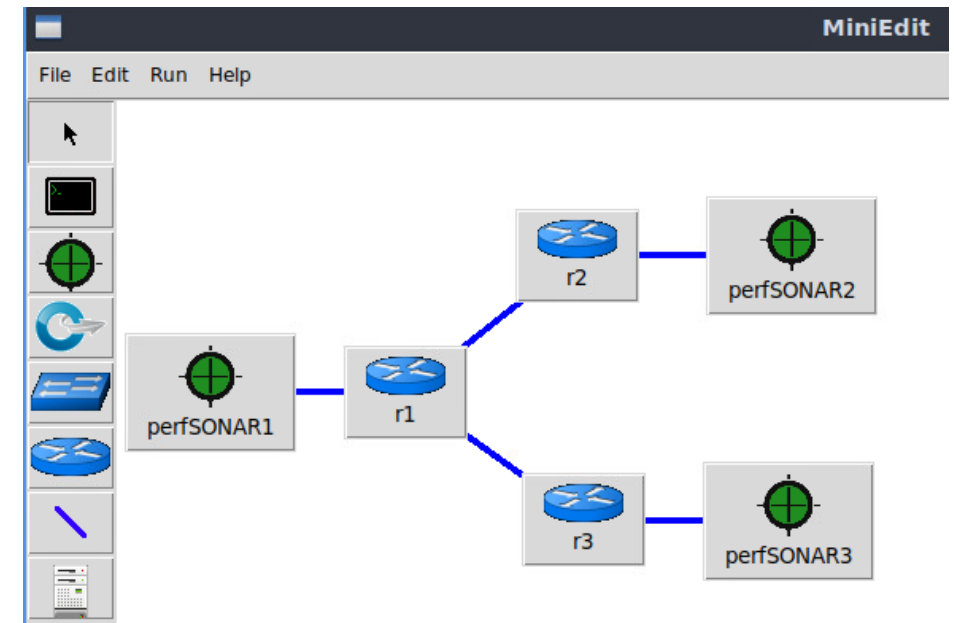 MiniEdit
File Edit Run Help
r2
perfSONAR2
perfSONAR1
r1
r3
perfSONAR3